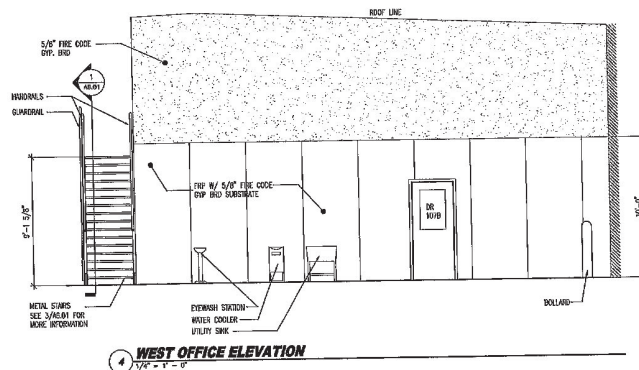 ROOF LINE
5/8" FIRE CODE
GYP. BRD
1
A6.01
HANDRAILS
GUARDRAIL
FRP W/ 5/8" FIRE CODE
GYP BRD SUBSTRATE
DR
107B
9'-1 5/8"
METAL STAIRS
SEE 3/A6.01 FOR
MORE INFORMATION
EYEWASH STATION
WATER COOLER
UTILITY SINK
BOLLARD
4
WEST OFFICE ELEVATION
1/4" = 1' - 0"